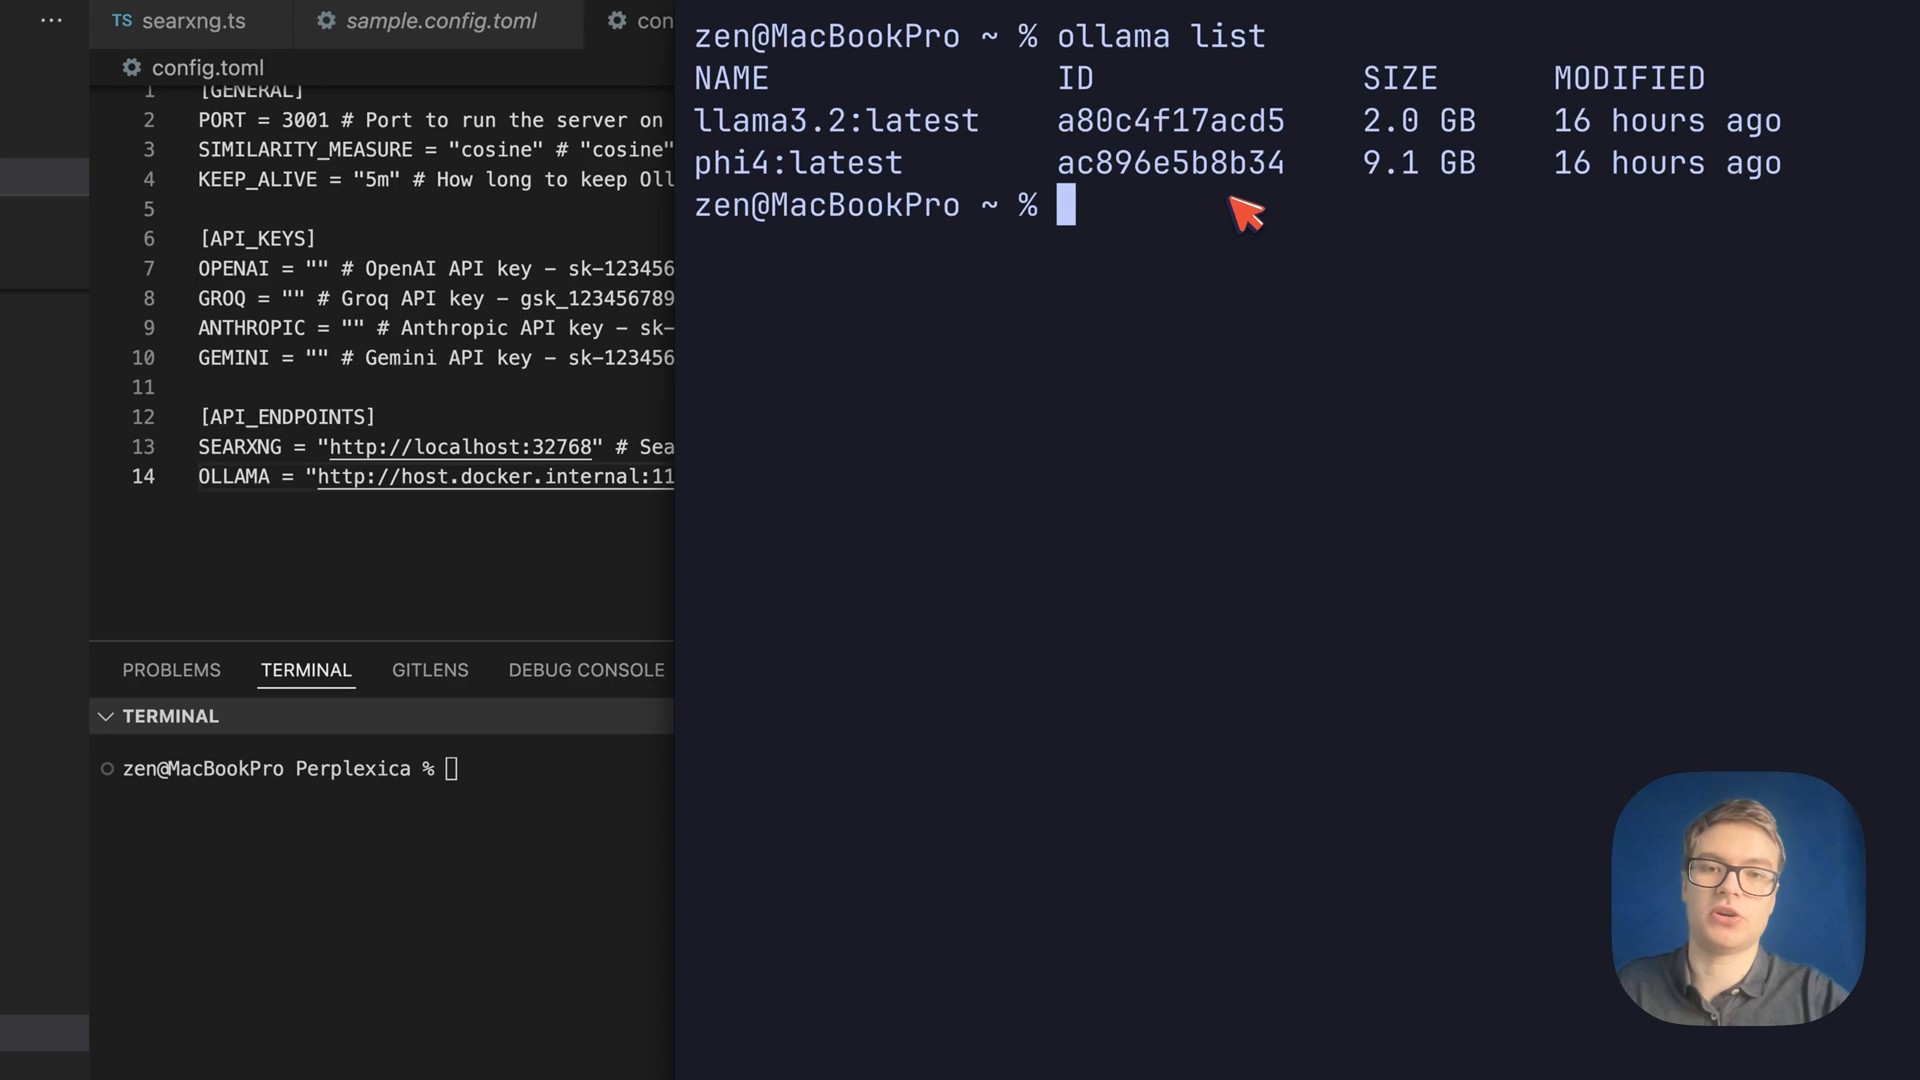 TS searxng.ts
sample.config.toml
con
config.toml
1 [GENERAL]
2 PORT = 3001 # Port to run the server on
3 SIMILARITY_MEASURE = "cosine" # "cosine"
4 KEEP_ALIVE = "5m" # How long to keep Oll
5
6 [API_KEYS]
7 OPENAI = "" # OpenAI API key - sk-123456
8 GROQ = "" # Groq API key - gsk_123456789
9 ANTHROPIC = "" # Anthropic API key - sk-
10 GEMINI = "" # Gemini API key - sk-123456
11
12 [API_ENDPOINTS]
13 SEARXNG = "http://localhost:32768" # Sea
14 OLLAMA = "http://host.docker.internal:11
PROBLEMS TERMINAL GITLENS DEBUG CONSOLE
TERMINAL
zen@MacBookPro Perplexica %
zen@MacBookPro ~ % ollama list
NAME ID SIZE MODIFIED
llama3.2:latest a80c4f17acd5 2.0 GB 16 hours ago
phi4:latest ac896e5b8b34 9.1 GB 16 hours ago
zen@MacBookPro ~ %